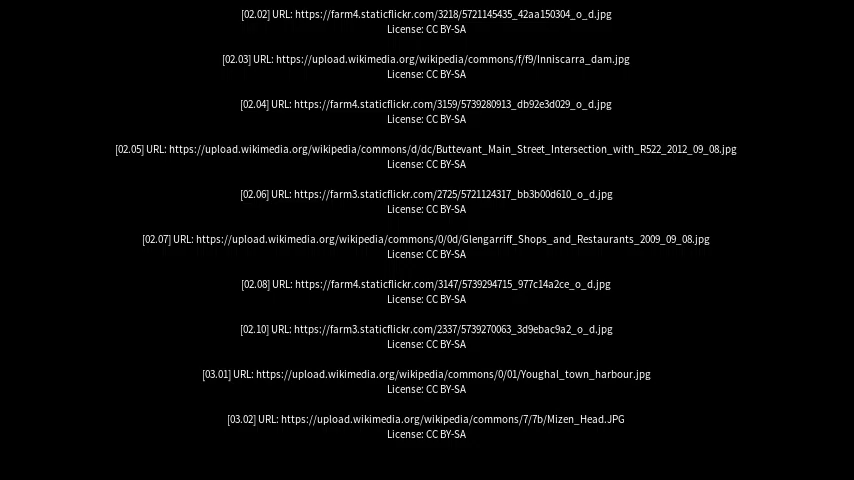 [02.02] URL: https://farm4.staticflickr.com/3218/5721145435_42aa150304_o_d.jpg
License: CC BY-SA
[02.03] URL: https://upload.wikimedia.org/wikipedia/commons/f/f9/Inniscarra_dam.jpg
License: CC BY-SA
[02.04] URL: https://farm4.staticflickr.com/3159/5739280913_db92e3d029_o_d.jpg
License: CC BY-SA
[02.05] URL: https://upload.wikimedia.org/wikipedia/commons/d/dc/Buttevant_Main_Street_Intersection_with_R522_2012_09_08.jpg
License: CC BY-SA
[02.06] URL: https://farm3.staticflickr.com/2725/5721124317_bb3b00d610_o_d.jpg
License: CC BY-SA
[02.07] URL: https://upload.wikimedia.org/wikipedia/commons/0/0d/Glengarriff_Shops_and_Restaurants_2009_09_08.jpg
License: CC BY-SA
[02.08] URL: https://farm4.staticflickr.com/3147/5739294715_977c14a2ce_o_d.jpg
License: CC BY-SA
[02.10] URL: https://farm3.staticflickr.com/2337/5739270063_3d9ebac9a2_o_d.jpg
License: CC BY-SA
[03.01] URL: https://upload.wikimedia.org/wikipedia/commons/0/01/Youghal_town_harbour.jpg
License: CC BY-SA
[03.02] URL: https://upload.wikimedia.org/wikipedia/commons/7/7b/Mizen_Head.JPG
License: CC BY-SA